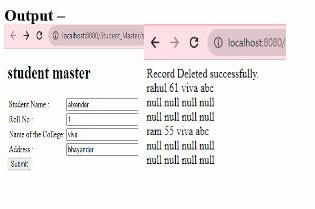 Output –
localhost:8080/Student_Master/
student master
Student Name :
Roll No : 1
Name of the College: viva
Address : bhayander
Submit
localhost:8080/
Record Deleted successfully.
rahul 61 viva abc
null null null null
null null null null
ram 55 viva abc
null null null null
null null null null